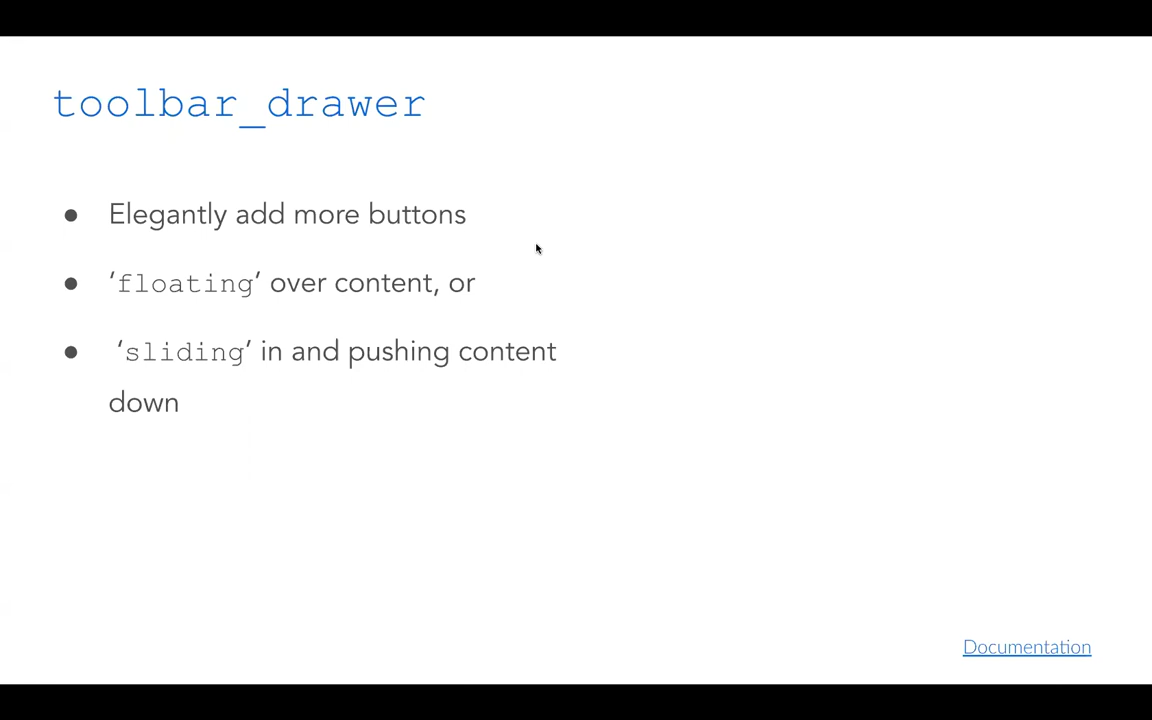 toolbar_drawer
● Elegantly add more buttons
● ‘floating’ over content, or
● ‘sliding’ in and pushing content
down
Documentation